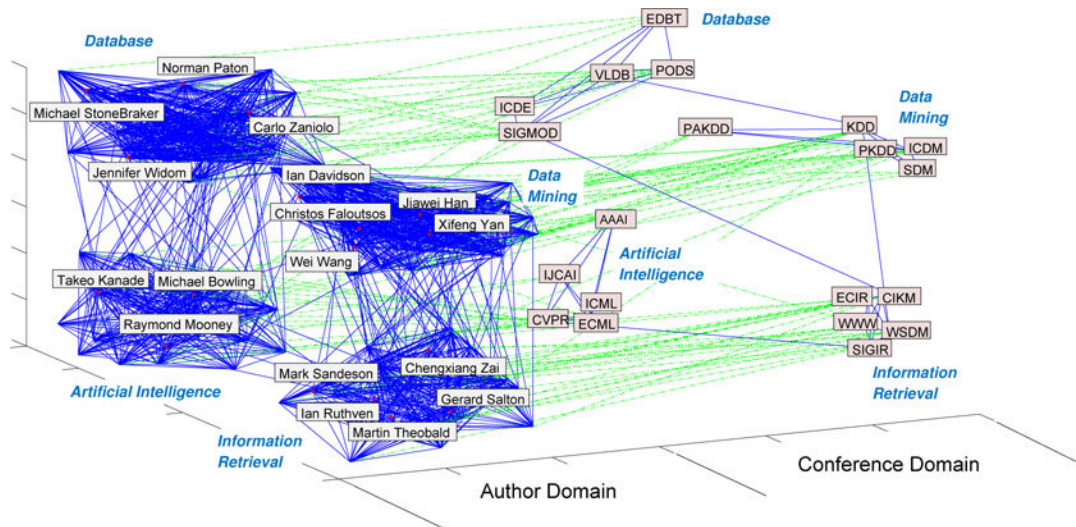 EDBT
Database
Database
Norman Paton
VLDB
PODS
Michael StoneBraker
ICDE
Data
Mining
Carlo Zaniolo
SIGMOD
PAKDD
KDD
PKDD
ICDM
SDM
Jennifer Widom
Ian Davidson
Data
Mining
Jiawei Han
Christos Faloutsos
Xifeng Yan
AAAI
Wei Wang
Artificial
Intelligence
Takeo Kanade
Michael Bowling
IJCAI
ICML
ECIR
CIKM
Raymond Mooney
CVPR
ECML
WWW
WSDM
SIGIR
Mark Sandeson
Chengxiang Zai
Information
Retrieval
Artificial Intelligence
Gerard Salton
Ian Ruthven
Martin Theobald
Information
Retrieval
Author Domain
Conference Domain